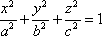 x²/a² + y²/b² + z²/c² = 1